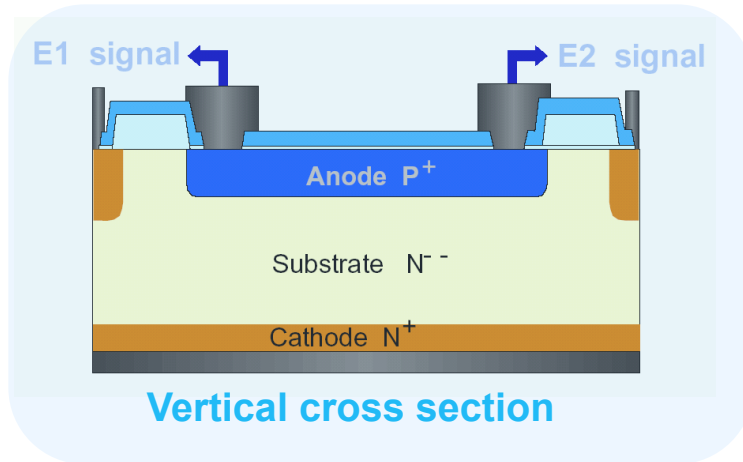 E1 signal
E2 signal
Anode P⁺
Substrate N⁻ ⁻
Cathode N⁺
Vertical cross section